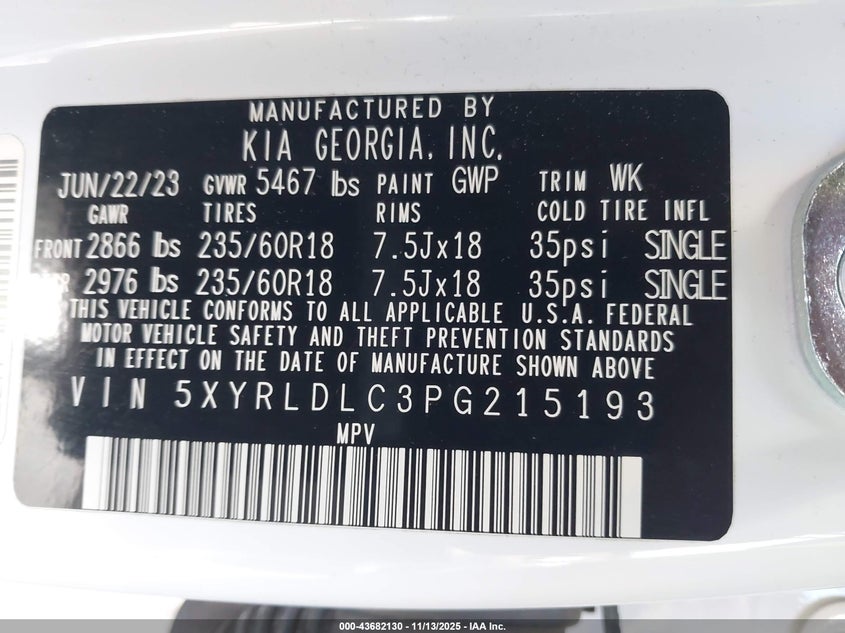 MANUFACTURED BY
KIA GEORGIA, INC.
JUN/22/23 GVWR 5467 lbs PAINT GWP TRIM WK
GAWR TIRES RIMS COLD TIRE INFL
FRONT 2866 lbs 235/60R18 7.5Jx18 35psi SINGLE
2976 lbs 235/60R18 7.5Jx18 35psi SINGLE
THIS VEHICLE CONFORMS TO ALL APPLICABLE U.S.A. FEDERAL
MOTOR VEHICLE SAFETY AND THEFT PREVENTION STANDARDS
IN EFFECT ON THE DATE OF MANUFACTURE SHOWN ABOVE
VIN 5XYRLDLC3PG215193
MPV
000-43682130 - 11/13/2025 - IAA Inc.